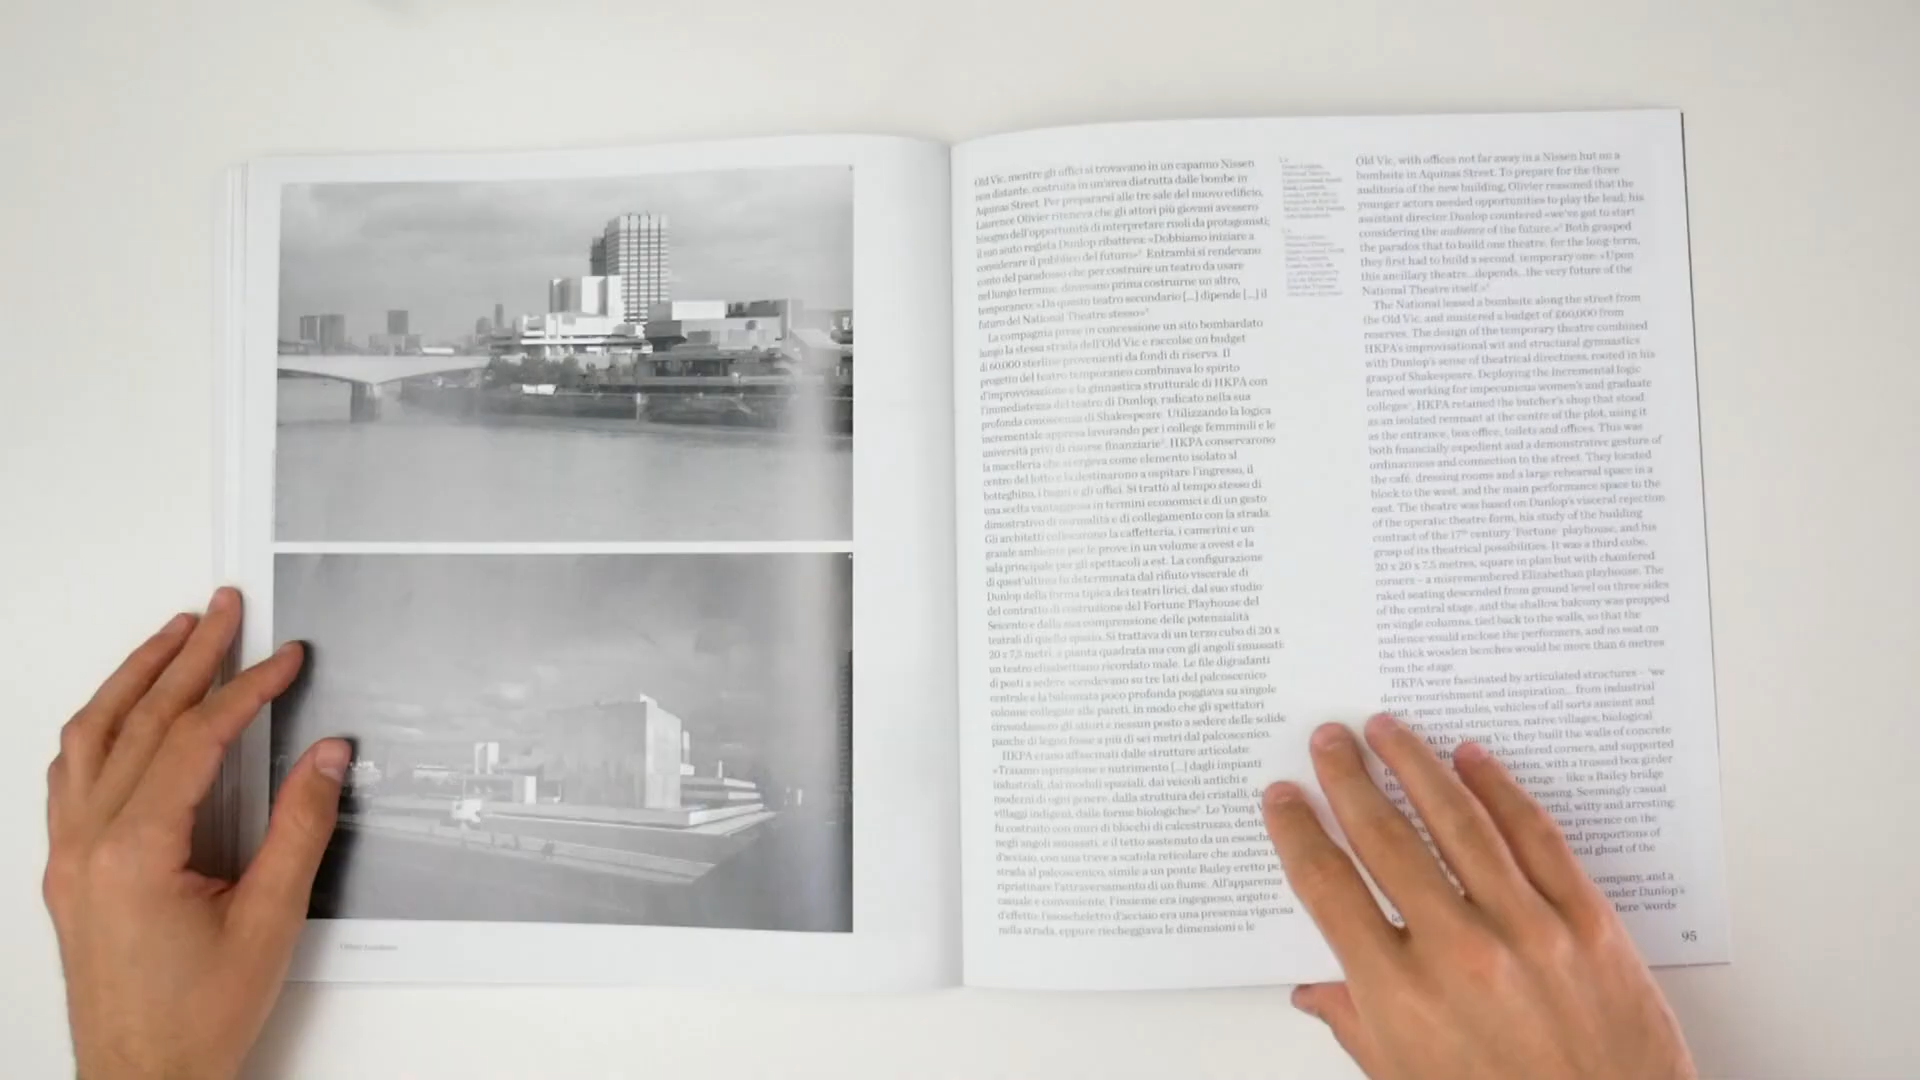 Old Vic, mentre gli uffici si trovavano in un capanno Nissen
non distante, costruita in un'area distrutta dalle bombe in
Aquinas Street. Per prepararsi alle tre sale del nuovo edificio,
Laurence Olivier riteneva che gli attori più giovani avessero
bisogno dell'opportunità di interpretare ruoli da protagonisti;
il suo aiuto regista Dunlop ribatteva: «Dobbiamo iniziare a
considerare il pubblico del futuro»². Entrambi si rendevano
conto del paradosso che per costruire un teatro da usare
nel lungo termine, dovevano prima costruirne un altro,
temporaneo: «Da questo teatro secondario [...] dipende [...] il
futuro del National Theatre stesso»
La compagnia prese in concessione un sito bombardato
lungo la stessa strada dell'Old Vic e raccolse un budget
di 60.000 sterline provenienti da fondi di riserva. Il
progetto del teatro temporaneo combinava lo spirito
d'improvvisazione e la ginnastica strutturale di HKPA con
l'immediatezza del teatro di Dunlop, radicato nella sua
profonda conoscenza di Shakespeare. Utilizzando la logica
incrementale appresa lavorando per i college femminili e le
università privi di risorse finanziarie, HKPA conservarono
la macelleria che si ergeva come elemento isolato al
centro del lotto e la destinarono a ospitare l'ingresso, il
botteghino, i bagni e gli uffici. Si trattò al tempo stesso di
una scelta vantaggiosa in termini economici e di un gesto
dimostrativo di normalità e di collegamento con la strada.
Gli architetti collocarono la caffetteria, i camerini e un
grande ambiente per le prove in un volume a ovest e la
sala principale per gli spettacoli a est. La configurazione
di quest'ultima fu determinata dal rifiuto viscerale di
Dunlop della forma tipica dei teatri lirici, dal suo studio
del contratto di costruzione del Fortune Playhouse del
Seicento e dalla sua comprensione delle potenzialità
teatrali di quello spazio. Si trattava di un terzo cubo di 20 x
20 x 7,5 metri, a pianta quadrata ma con gli angoli smussati:
un teatro elisabettiano ricordato male. Le file digradanti
di posti a sedere scendevano su tre lati del palcoscenico
centrale e la balconata poco profonda poggiava su singole
colonne collegate alle pareti, in modo che gli spettatori
circondassero gli attori e nessun posto a sedere delle solide
panche di legno fosse a più di sei metri dal palcoscenico.
HKPA erano affascinati dalle strutture articolate:
«Traiamo ispirazione e nutrimento [...] dagli impianti
industriali, dai moduli spaziali, dai veicoli antichi e
moderni di ogni genere, dalla struttura dei cristalli, da
villaggi indigeni, dalle forme biologiche». Lo Young V
fu costruito con muri di blocchi di calcestruzzo, dente
negli angoli smussati, e il tetto sostenuto da un esosch
d'acciaio, con una trave a scatola reticolare che andava d
strada al palcoscenico, simile a un ponte Bailey eretto pe
ripristinare l'attraversamento di un fiume. All'apparenza
casuale e conveniente, l'insieme era ingegnoso, arguto e
d'effetto: l'esoscheletro d'acciaio era una presenza vigorosa
nella strada, eppure riecheggiava le dimensioni e le
Old Vic, with offices not far away in a Nissen hut on a
bombsite in Aquinas Street. To prepare for the three
auditoria of the new building, Olivier reasoned that the
younger actors needed opportunities to play the lead; his
assistant director Dunlop countered «we've got to start
considering the audience of the future.»² Both grasped
the paradox that to build one theatre, for the long-term,
they first had to build a second, temporary one: «Upon
this ancillary theatre...depends...the very future of the
National Theatre itself.»
The National leased a bombsite along the street from
the Old Vic, and mustered a budget of £60,000 from
reserves. The design of the temporary theatre combined
HKPA's improvisational wit and structural gymnastics
with Dunlop's sense of theatrical directness, rooted in his
grasp of Shakespeare. Deploying the incremental logic
learned working for impecunious women's and graduate
colleges, HKPA retained the butcher's shop that stood
as an isolated remnant at the centre of the plot, using it
as the entrance, box office, toilets and offices. This was
both financially expedient and a demonstrative gesture of
ordinariness and connection to the street. They located
the café, dressing rooms and a large rehearsal space in a
block to the west, and the main performance space to the
east. The theatre was based on Dunlop's visceral rejection
of the operatic theatre form, his study of the building
contract of the 17th century 'Fortune' playhouse, and his
grasp of its theatrical possibilities. It was a third cube,
20 x 20 x 7.5 metres, square in plan but with chamfered
corners – a misremembered Elizabethan playhouse. The
raked seating descended from ground level on three sides
of the central stage, and the shallow balcony was propped
on single columns, tied back to the walls, so that the
audience would enclose the performers, and no seat on
the thick wooden benches would be more than 6 metres
from the stage.
HKPA were fascinated by articulated structures – 'we
derive nourishment and inspiration... from industrial
plant, space modules, vehicles of all sorts ancient and
rn, crystal structures, native villages, biological
At the Young Vic they built the walls of concrete
chamfered corners, and supported
keleton, with a trussed box girder
to stage – like a Bailey bridge
crossing. Seemingly casual
rtful, witty and arresting:
us presence on the
nd proportions of
etal ghost of the
company, and a
under Dunlop's
here 'words
95